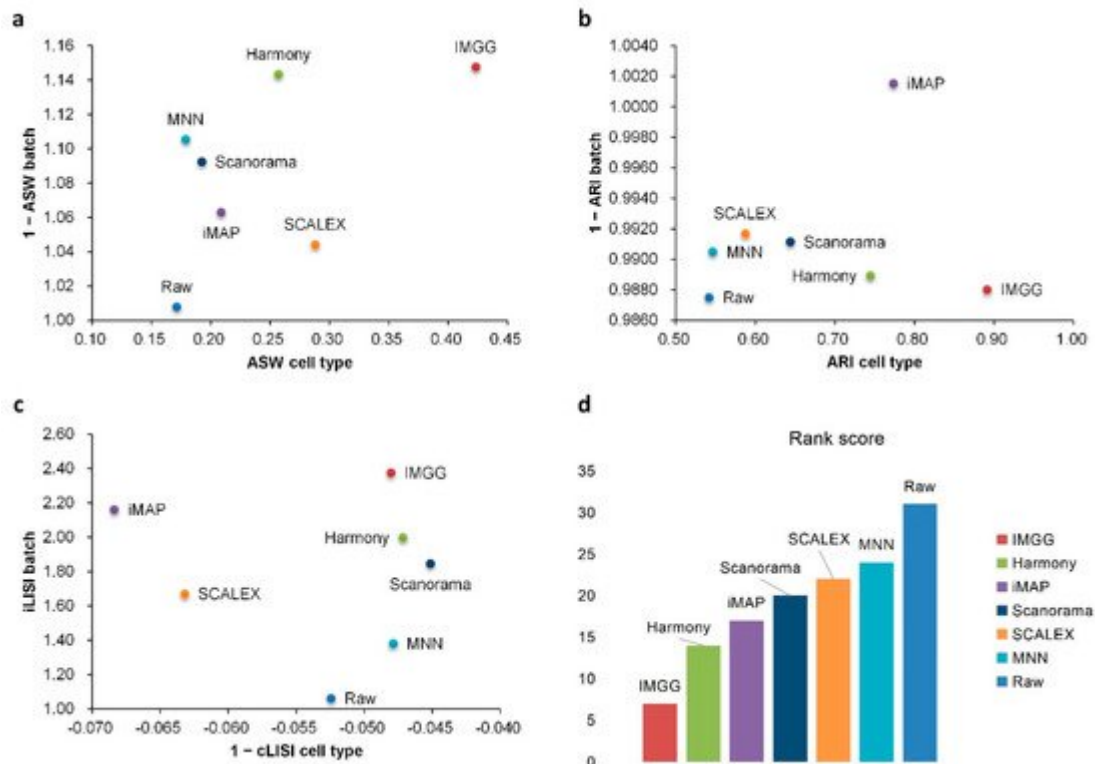 a
1.16
1.14
1.12
1.10
1.08
1.06
1.04
1.02
1.00
1 − ASW batch
Harmony
IMGG
MNN
Scanorama
iMAP
SCALEX
Raw
0.10 0.15 0.20 0.25 0.30 0.35 0.40 0.45
ASW cell type
b
1.0040
1.0020
1.0000
0.9980
0.9960
0.9940
0.9920
0.9900
0.9880
0.9860
1 − ARI batch
iMAP
SCALEX
Scanorama
MNN
Harmony
IMGG
Raw
0.50 0.60 0.70 0.80 0.90 1.00
ARI cell type
c
2.60
2.40
2.20
2.00
1.80
1.60
1.40
1.20
1.00
iLISI batch
IMGG
iMAP
Harmony
Scanorama
SCALEX
MNN
Raw
-0.070 -0.065 -0.060 -0.055 -0.050 -0.045 -0.040
1 − cLISI cell type
d
Rank score
35
30
25
20
15
10
5
0
IMGG
Harmony
iMAP
Scanorama
SCALEX
MNN
Raw
IMGG
Harmony
iMAP
Scanorama
SCALEX
MNN
Raw